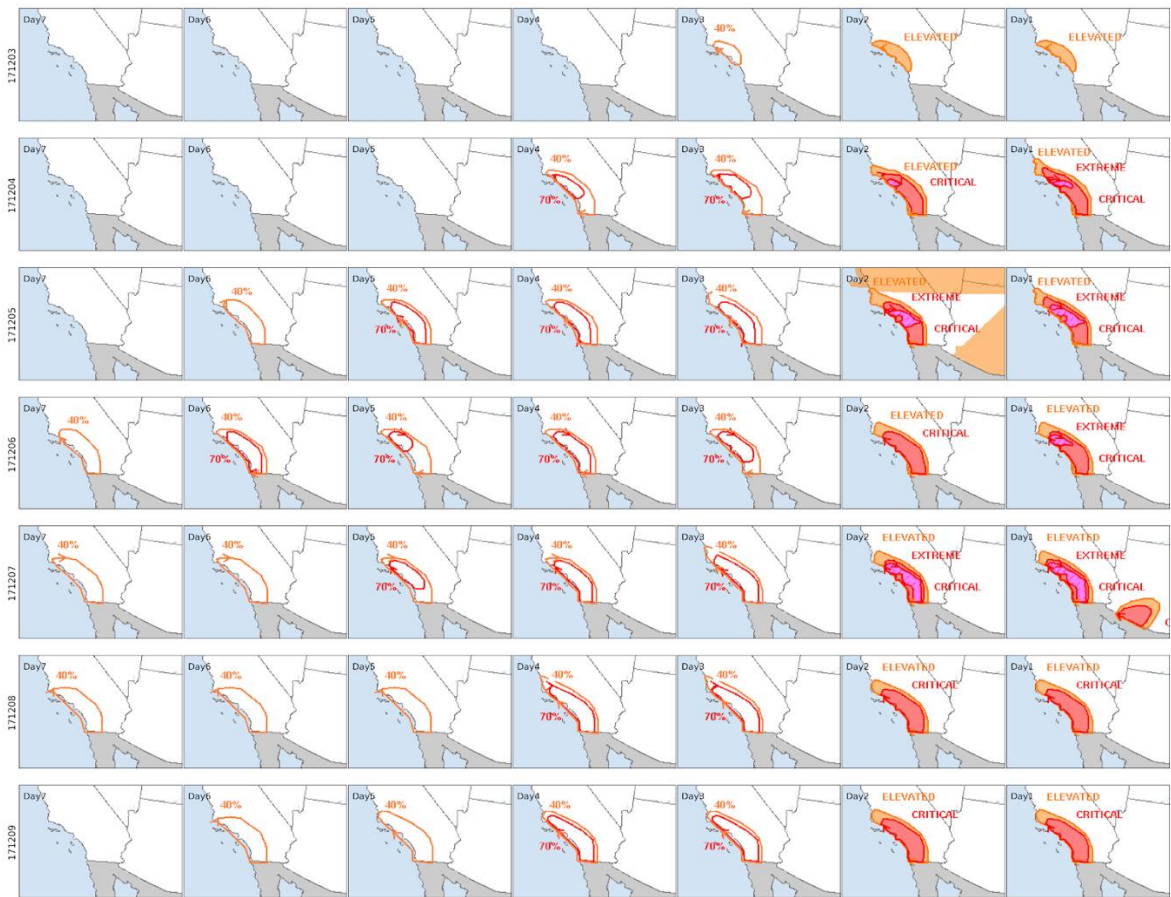 Day7 Day6 Day5 Day4 Day3 Day2 Day1
40% ELEVATED ELEVATED
171203
Day7 Day6 Day5 Day4 Day3 Day2 Day1
40% 40% ELEVATED ELEVATED
EXTREME
CRITICAL
171204
70% 70% CRITICAL
Day7 Day6 Day5 Day4 Day3 Day2 Day1
40% 40% 40% 40% ELEVATED ELEVATED
EXTREME EXTREME
171205
70% 70% 70% CRITICAL CRITICAL
Day7 Day6 Day5 Day4 Day3 Day2 Day1
40% 40% 40% 40% 40% ELEVATED ELEVATED
CRITICAL EXTREME
171206
70% 70% 70% 70% CRITICAL
Day7 Day6 Day5 Day4 Day3 Day2 Day1
40% 40% 40% 40% 40% ELEVATED ELEVATED
EXTREME EXTREME
171207
70% 70% 70% CRITICAL CRITICAL
C
Day7 Day6 Day5 Day4 Day3 Day2 Day1
40% 40% 40% 40% 40% ELEVATED ELEVATED
CRITICAL CRITICAL
171208
70% 70%
Day7 Day6 Day5 Day4 Day3 Day2 Day1
40% 40% 40% 40% ELEVATED ELEVATED
CRITICAL CRITICAL
171209
70% 70%